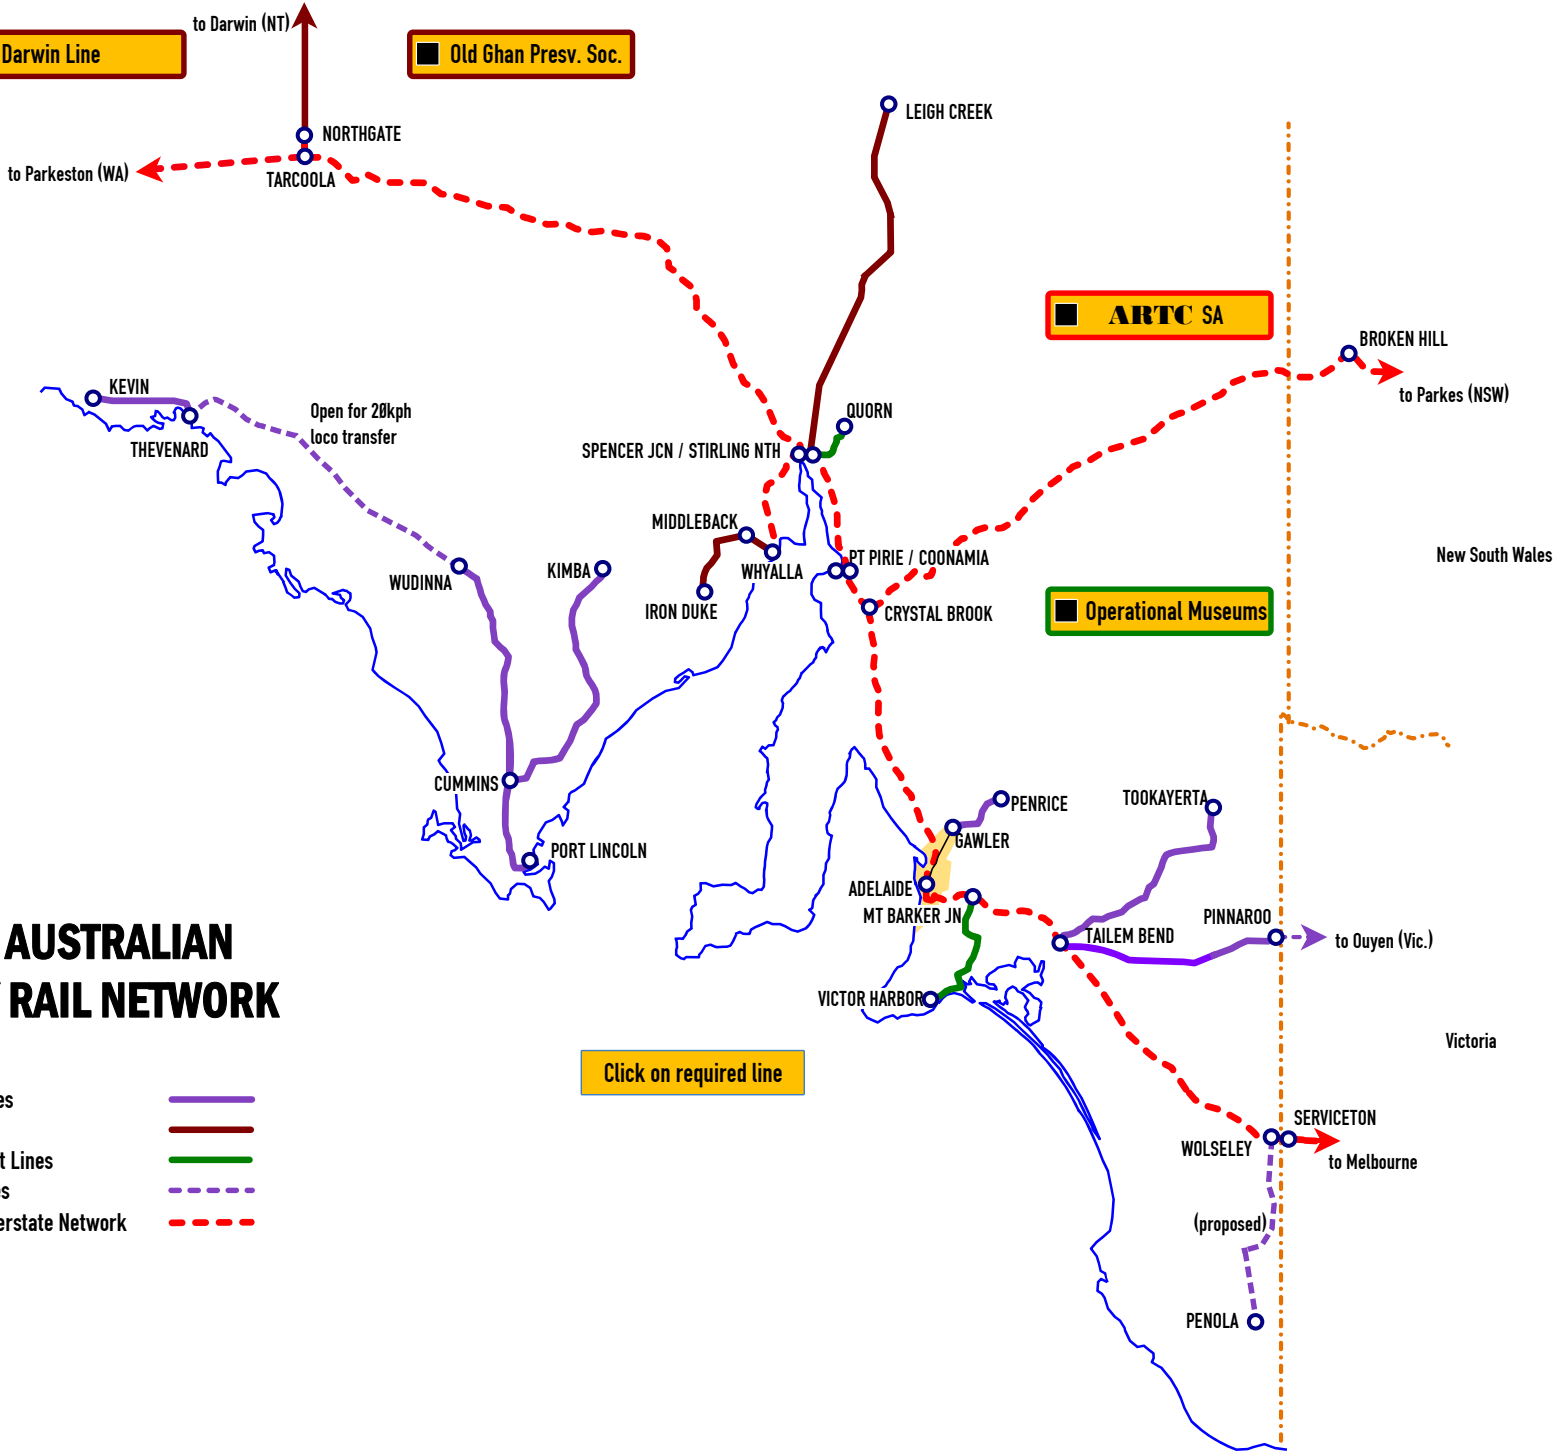 to Darwin (NT)
Darwin Line
Old Ghan Presv. Soc.
LEIGH CREEK
NORTHGATE
to Parkeston (WA)
TARCOOLA
ARTC SA
BROKEN HILL
to Parkes (NSW)
KEVIN
Open for 20kph
loco transfer
THEVENARD
QUORN
SPENCER JCN / STIRLING NTH
MIDDLEBACK
PT PIRIE / COONAMIA
New South Wales
WHYALLA
KIMBA
WUDINNA
IRON DUKE
CRYSTAL BROOK
Operational Museums
CUMMINS
PENRICE
TOOKAYERTA
GAWLER
PORT LINCOLN
ADELAIDE
MT BARKER JN
PINNAROO
TAILEM BEND
to Ouyen (Vic.)
AUSTRALIAN
RAIL NETWORK
VICTOR HARBOR
Victoria
Click on required line
es
t Lines
es
erstate Network
SERVICETON
WOLSELEY
to Melbourne
(proposed)
PENOLA